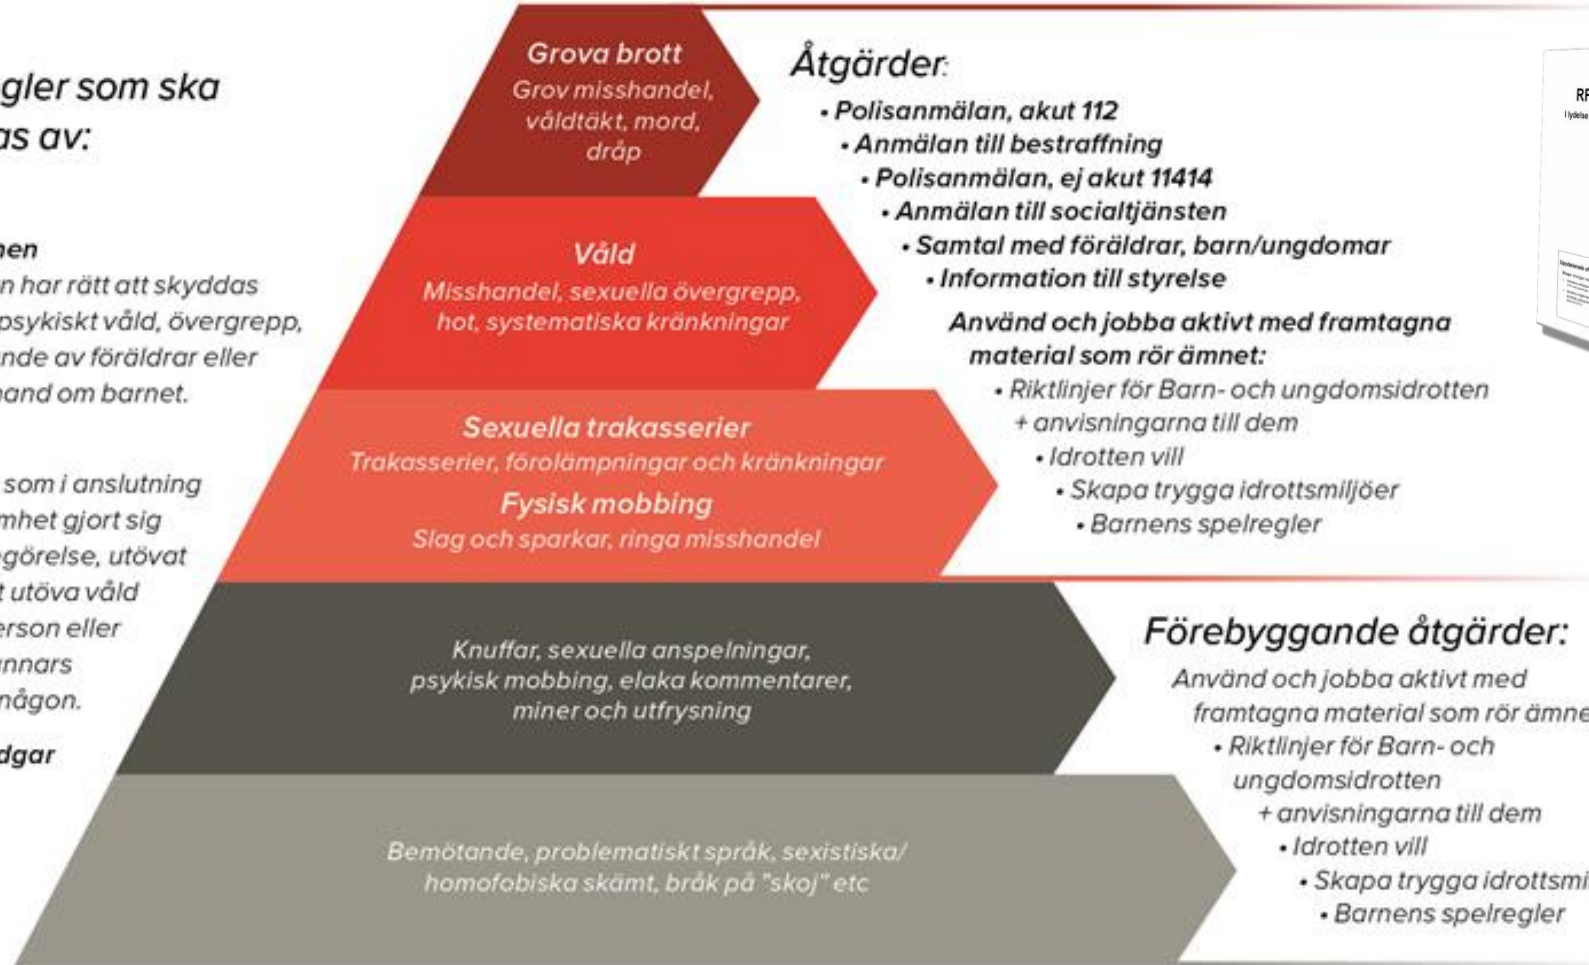 gler som ska
as av:
nen
n har rätt att skyddas
psykiskt våld, övergrepp,
nde av föräldrar eller
hand om barnet.
som i anslutning
mhet gjort sig
görelse, utövat
t utöva våld
erson eller
nnars
någon.
dgar
Grova brott
Grov misshandel,
våldtäkt, mord,
dråp
Våld
Misshandel, sexuella övergrepp,
hot, systematiska kränkningar
Sexuella trakasserier
Trakasserier, förolämpningar och kränkningar
Fysisk mobbing
Slag och sparkar, ringa misshandel
Knuffar, sexuella anspelningar,
psykisk mobbing, elaka kommentarer,
miner och utfrysning
Bemötande, problematiskt språk, sexistiska/
homofobiska skämt, bråk på "skoj" etc
Åtgärder:
• Polisanmälan, akut 112
• Anmälan till bestraffning
• Polisanmälan, ej akut 11414
• Anmälan till socialtjänsten
• Samtal med föräldrar, barn/ungdomar
• Information till styrelse
Använd och jobba aktivt med framtagna
material som rör ämnet:
• Riktlinjer för Barn- och ungdomsidrotten
+ anvisningarna till dem
• Idrotten vill
• Skapa trygga idrottsmiljöer
• Barnens spelregler
Förebyggande åtgärder:
Använd och jobba aktivt med
framtagna material som rör ämne
• Riktlinjer för Barn- och
ungdomsidrotten
+ anvisningarna till dem
• Idrotten vill
• Skapa trygga idrottsmil
• Barnens spelregler
RF
I lydelse